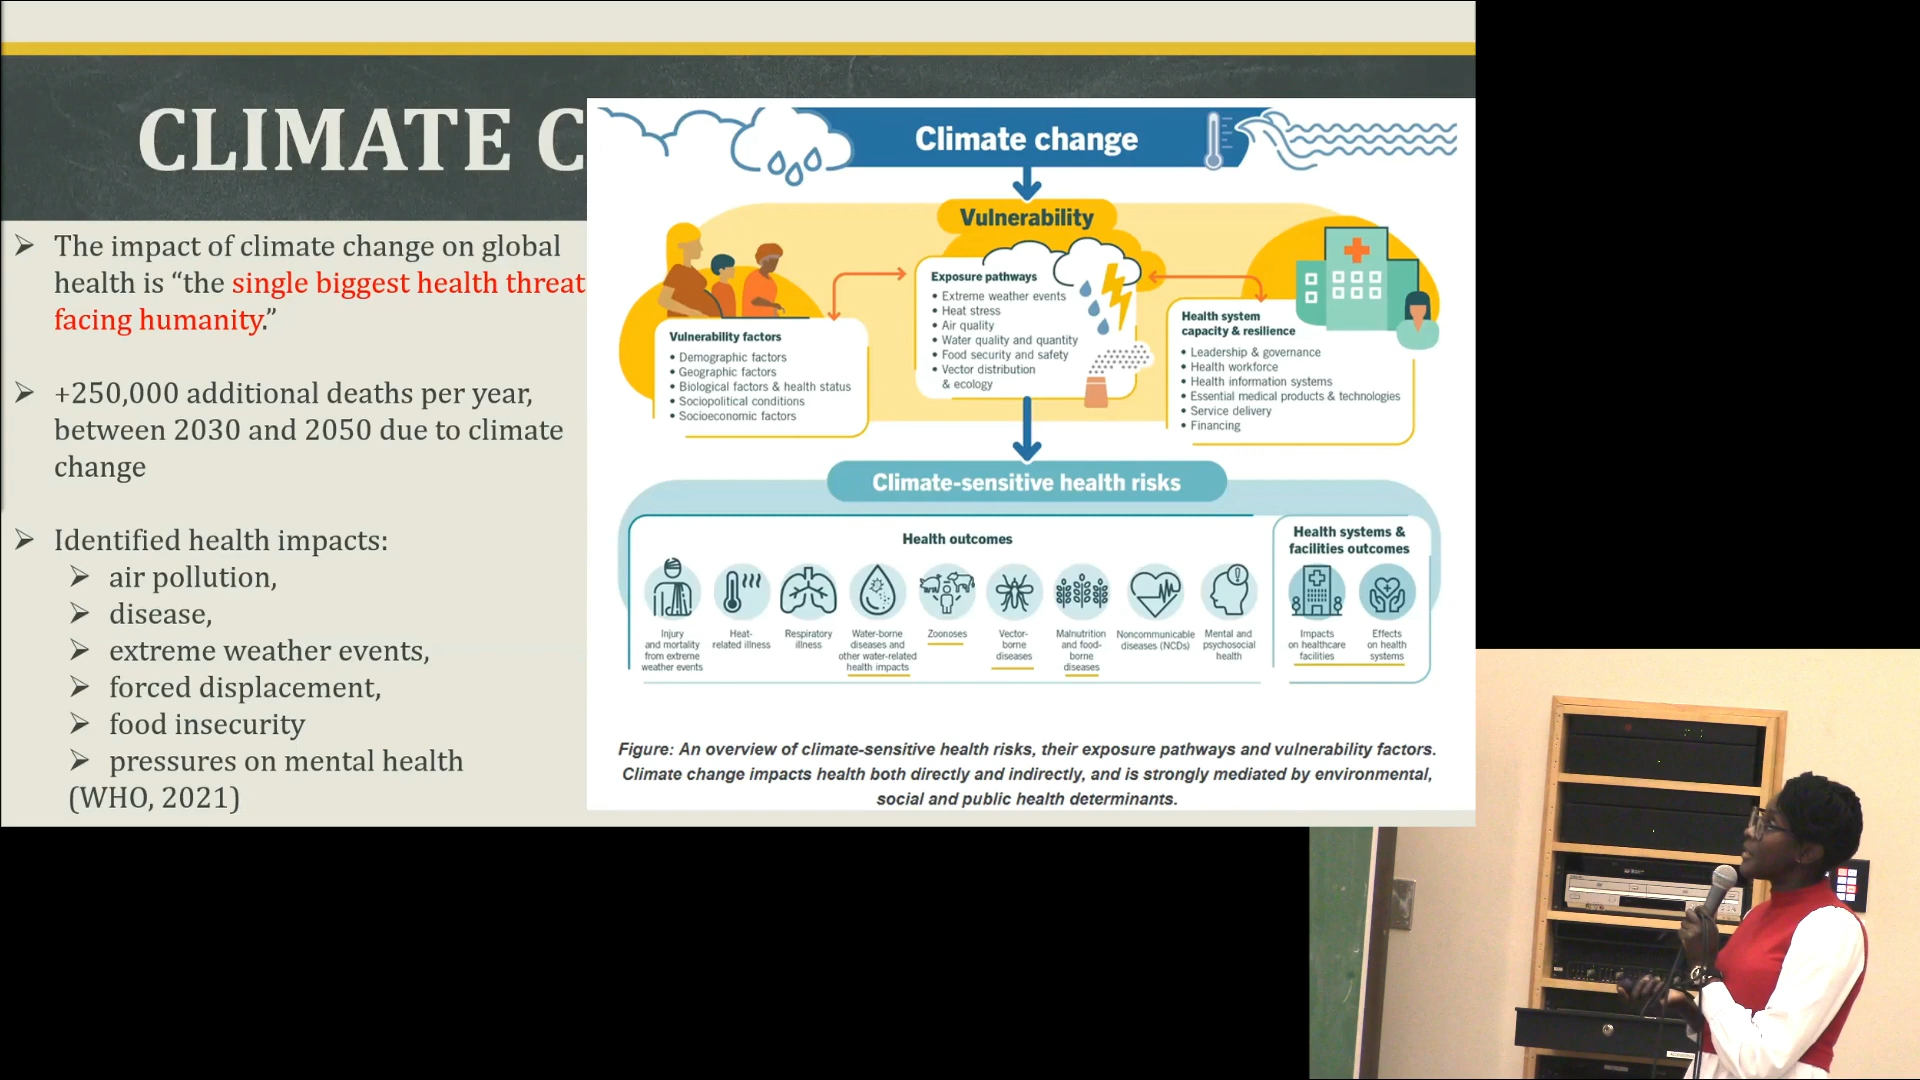 CLIMATE C
➢ The impact of climate change on global
health is “the single biggest health threat
facing humanity.”
➢ +250,000 additional deaths per year,
between 2030 and 2050 due to climate
change
➢ Identified health impacts:
➢ air pollution,
➢ disease,
➢ extreme weather events,
➢ forced displacement,
➢ food insecurity
➢ pressures on mental health
(WHO, 2021)
Climate change
Vulnerability
Vulnerability factors
• Demographic factors
• Geographic factors
• Biological factors & health status
• Sociopolitical conditions
• Socioeconomic factors
Exposure pathways
• Extreme weather events
• Heat stress
• Air quality
• Water quality and quantity
• Food security and safety
• Vector distribution
& ecology
Health system
capacity & resilience
• Leadership & governance
• Health workforce
• Health information systems
• Essential medical products & technologies
• Service delivery
• Financing
Climate-sensitive health risks
Health outcomes
Injury
and mortality
from extreme
weather events
Heat-
related illness
Respiratory
illness
Water-borne
diseases and
other water-related
health impacts
Zoonoses
Vector-
borne
diseases
Malnutrition
and food-
borne
diseases
Noncommunicable
diseases (NCDs)
Mental and
psychosocial
health
Health systems &
facilities outcomes
Impacts
on healthcare
facilities
Effects
on health
systems
Figure: An overview of climate-sensitive health risks, their exposure pathways and vulnerability factors.
Climate change impacts health both directly and indirectly, and is strongly mediated by environmental,
social and public health determinants.